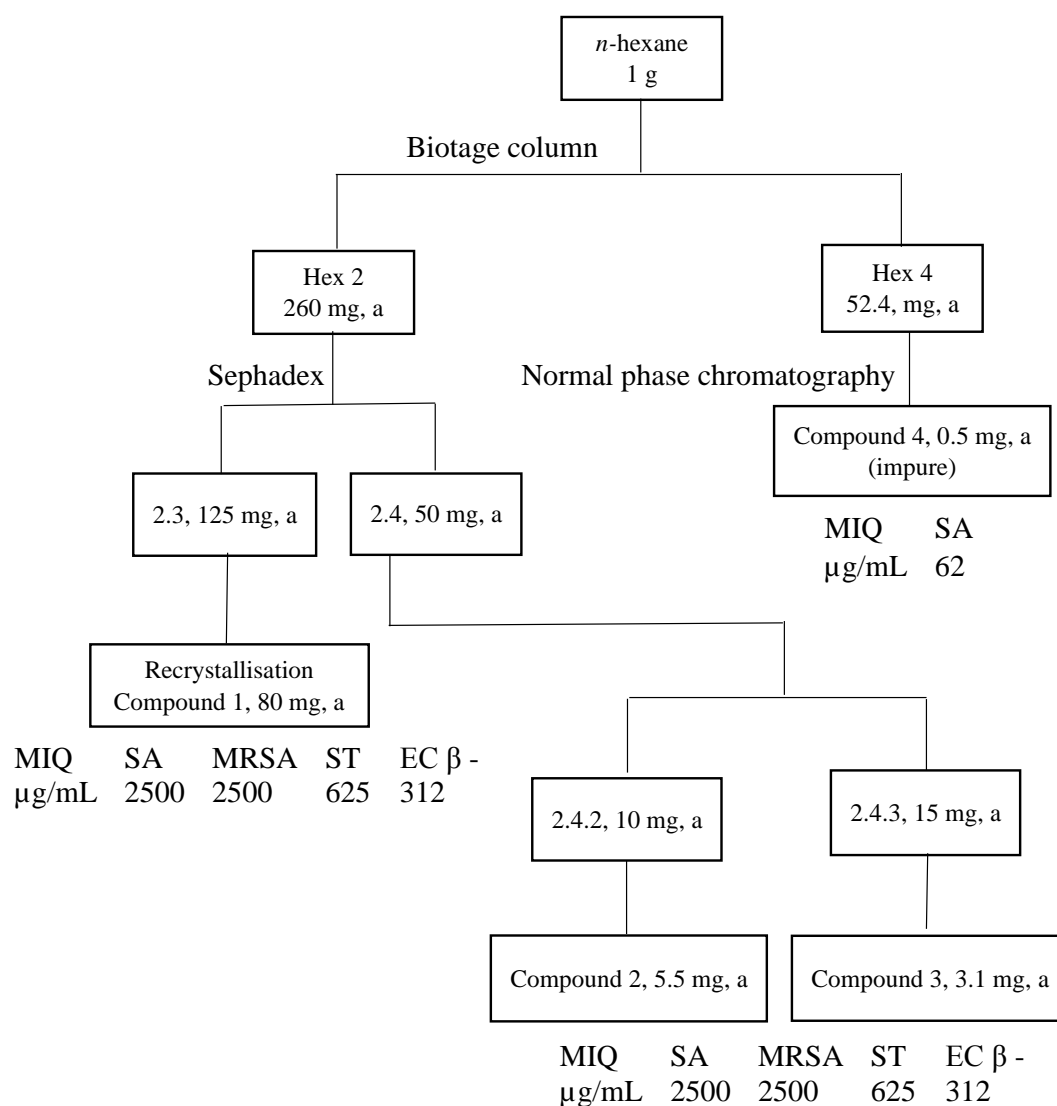 n-hexane
1 g
Biotage column
Hex 2
260 mg, a
Hex 4
52.4, mg, a
Sephadex
Normal phase chromatography
Compound 4, 0.5 mg, a
(impure)
2.3, 125 mg, a
2.4, 50 mg, a
MIQ SA
µg/mL 62
Recrystallisation
Compound 1, 80 mg, a
MIQ SA MRSA ST EC β -
µg/mL 2500 2500 625 312
2.4.2, 10 mg, a
2.4.3, 15 mg, a
Compound 2, 5.5 mg, a
Compound 3, 3.1 mg, a
MIQ SA MRSA ST EC β -
µg/mL 2500 2500 625 312